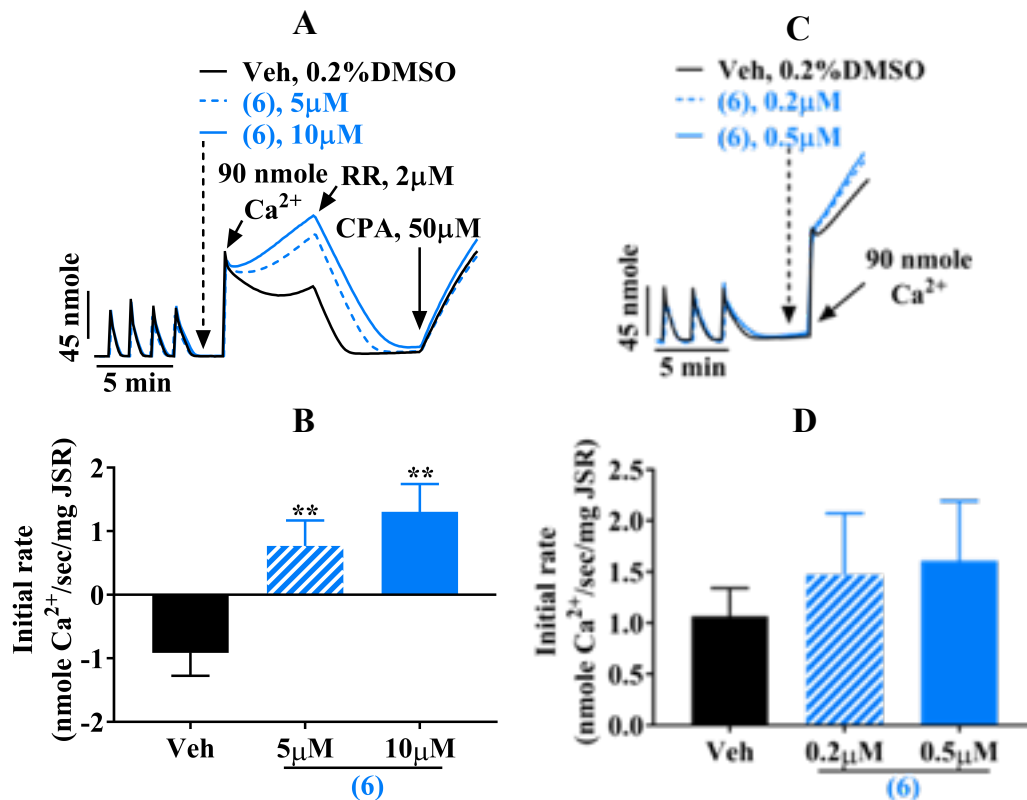 A
Veh, 0.2%DMSO
(6), 5μM
(6), 10μM
90 nmole
Ca²⁺
RR, 2μM
CPA, 50μM
45 nmole
5 min
C
Veh, 0.2%DMSO
(6), 0.2μM
(6), 0.5μM
90 nmole
Ca²⁺
45 nmole
5 min
B
Initial rate
(nmole Ca²⁺/sec/mg JSR)
2
1
0
-1
-2
**
**
Veh
5μM
10μM
(6)
D
Initial rate
(nmole Ca²⁺/sec/mg JSR)
2.5
2.0
1.5
1.0
0.5
0.0
Veh
0.2μM
0.5μM
(6)